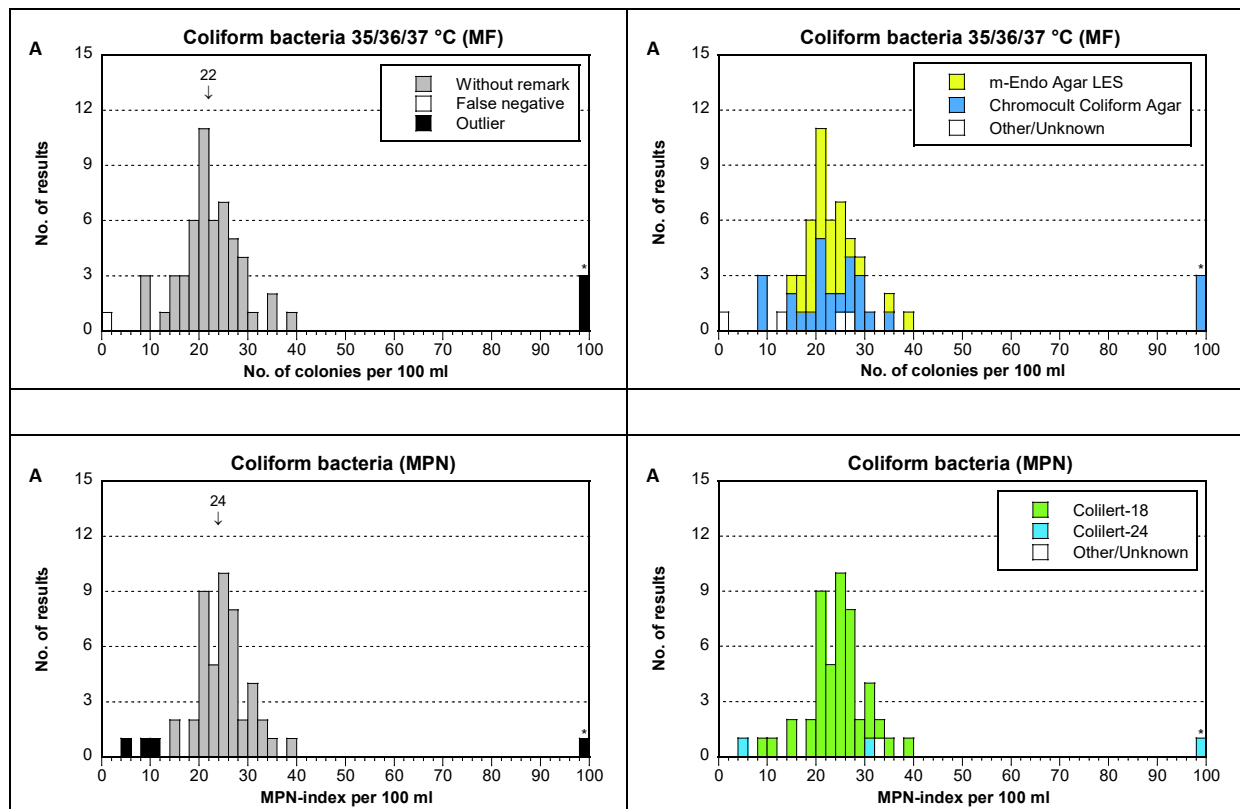 A
Coliform bacteria 35/36/37 °C (MF)
15
12
9
6
3
0
No. of results
22
↓
Without remark
False negative
Outlier
*
0 10 20 30 40 50 60 70 80 90 100
No. of colonies per 100 ml
A
Coliform bacteria 35/36/37 °C (MF)
15
12
9
6
3
0
No. of results
m-Endo Agar LES
Chromocult Coliform Agar
Other/Unknown
*
0 10 20 30 40 50 60 70 80 90 100
No. of colonies per 100 ml
A
Coliform bacteria (MPN)
15
12
9
6
3
0
No. of results
24
↓
*
0 10 20 30 40 50 60 70 80 90 100
MPN-index per 100 ml
A
Coliform bacteria (MPN)
15
12
9
6
3
0
No. of results
Colilert-18
Colilert-24
Other/Unknown
*
0 10 20 30 40 50 60 70 80 90 100
MPN-index per 100 ml